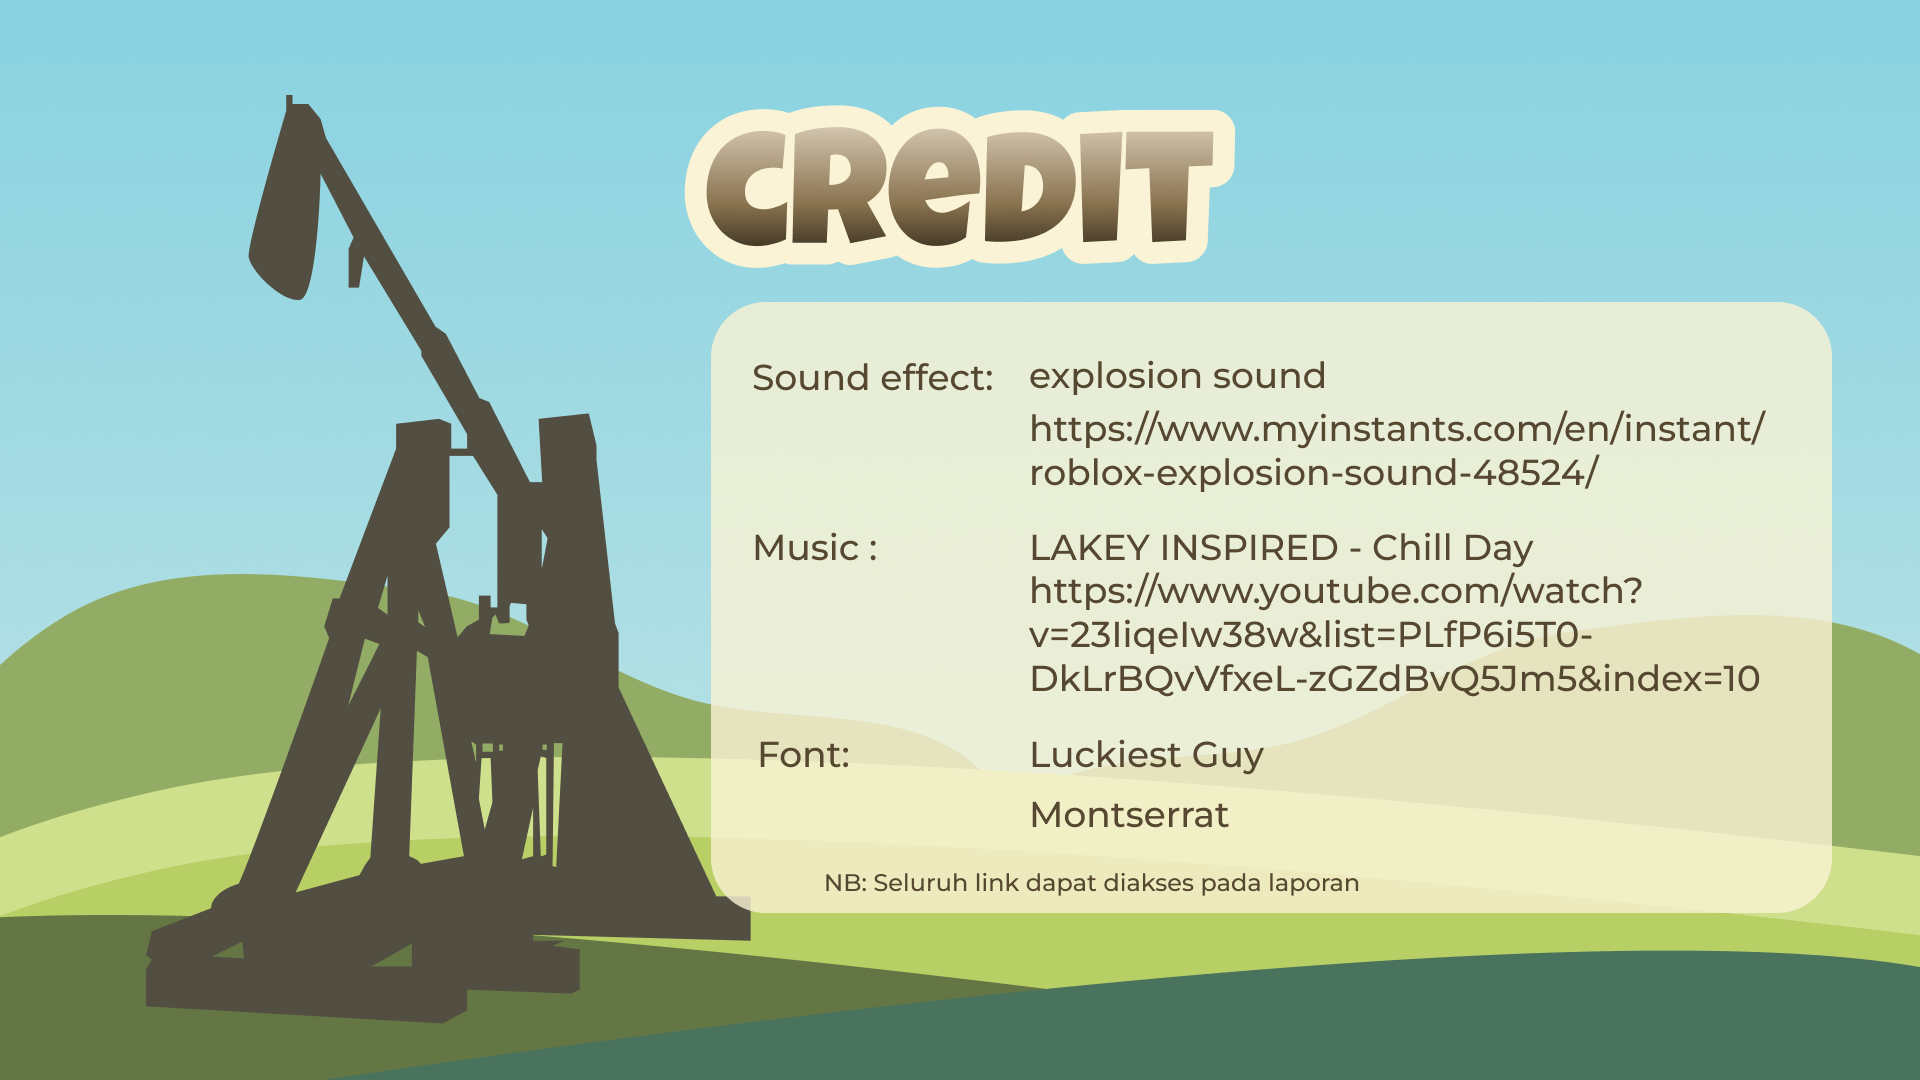 CREDIT
Sound effect: explosion sound
https://www.myinstants.com/en/instant/
roblox-explosion-sound-48524/
Music : LAKEY INSPIRED - Chill Day
https://www.youtube.com/watch?
v=23IiqeIw38w&list=PLfP6i5T0-
DkLrBQvVfxeL-zGZdBvQ5Jm5&index=10
Font: Luckiest Guy
Montserrat
NB: Seluruh link dapat diakses pada laporan